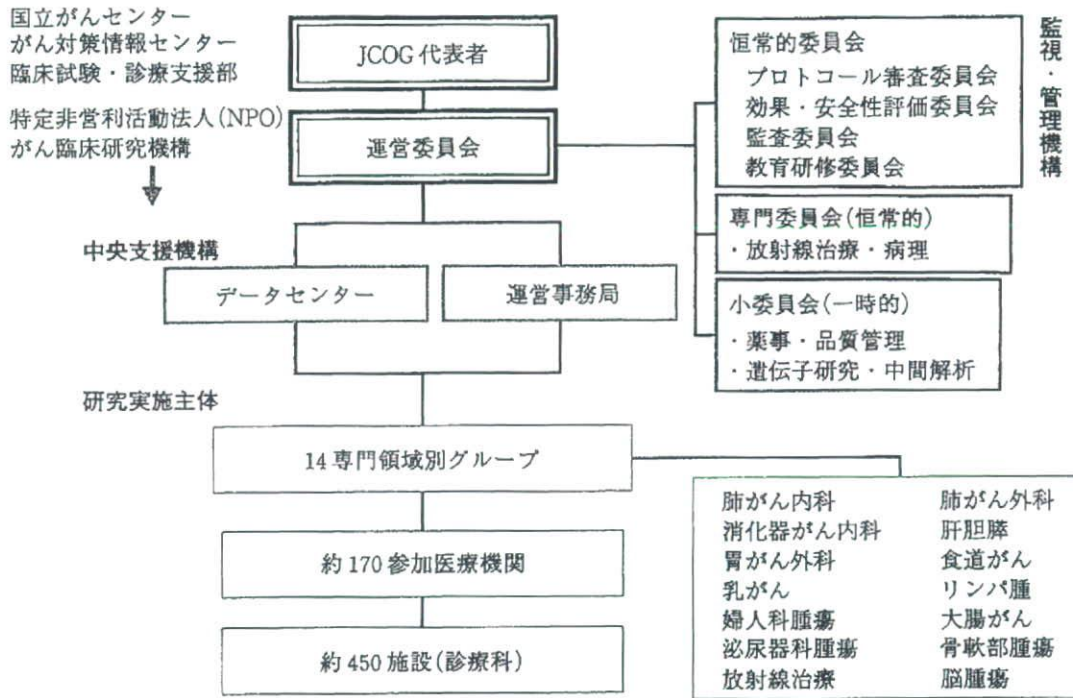 国立がんセンター
がん対策情報センター
臨床試験・診療支援部
特定非営利活動法人(NPO)
がん臨床研究機構
JCOG 代表者
運営委員会
恒常的委員会
プロトコール審査委員会
効果・安全性評価委員会
監査委員会
教育研修委員会
監視・管理機構
専門委員会(恒常的)
・放射線治療・病理
小委員会(一時的)
・薬事・品質管理
・遺伝子研究・中間解析
中央支援機構
データセンター
運営事務局
研究実施主体
14 専門領域別グループ
約 170 参加医療機関
約 450 施設(診療科)
肺がん内科 肺がん外科
消化器がん内科 肝胆膵
胃がん外科 食道がん
乳がん リンパ腫
婦人科腫瘍 大腸がん
泌尿器科腫瘍 骨軟部腫瘍
放射線治療 脳腫瘍